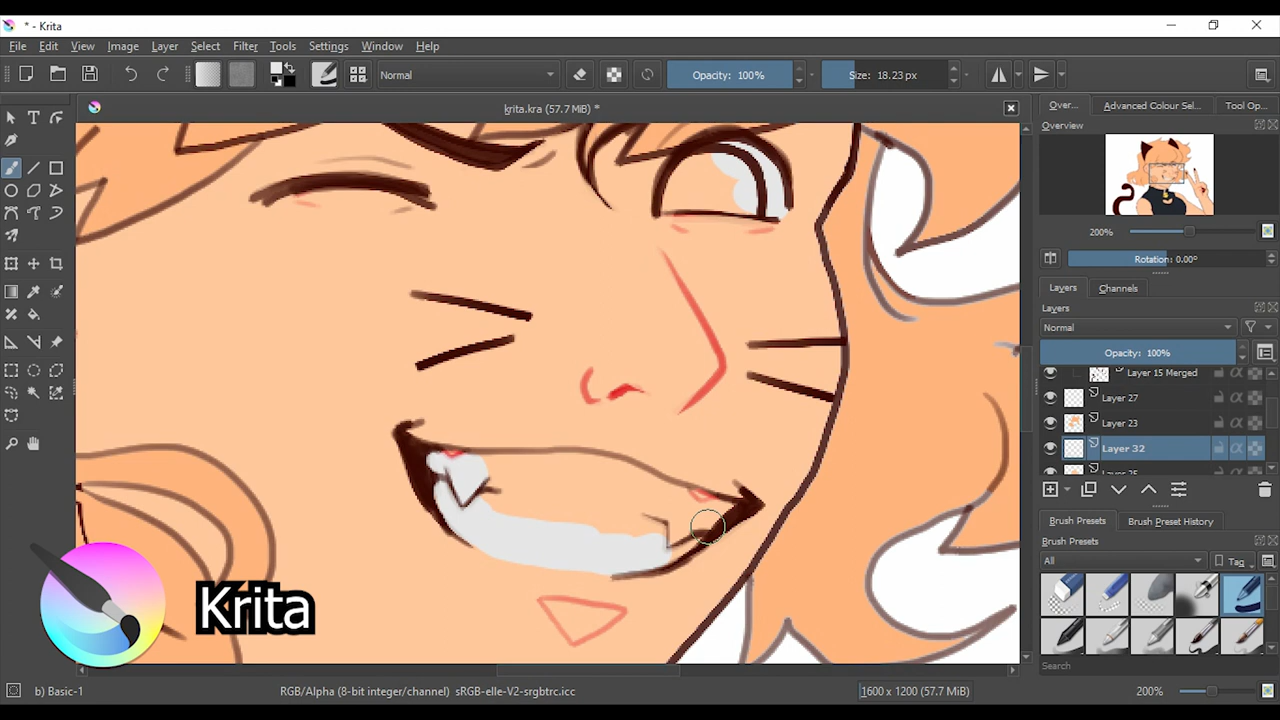 * - Krita
File Edit View Image Layer Select Filter Tools Settings Window Help
Normal Opacity: 100% Size: 18.23 px
krita.kra (57.7 MiB) *
Over... Advanced Colour Sel... Tool Op...
Overview
200%
Rotation: 0.00°
Layers Channels
Layers
Normal
Opacity: 100%
Layer 15 Merged
Layer 27
Layer 23
Layer 32
Brush Presets Brush Preset History
Brush Presets
All Tag
Search
Krita
b) Basic-1 RGB/Alpha (8-bit integer/channel) sRGB-elle-V2-srgbtrc.icc 1600 x 1200 (57.7 MiB) 200%